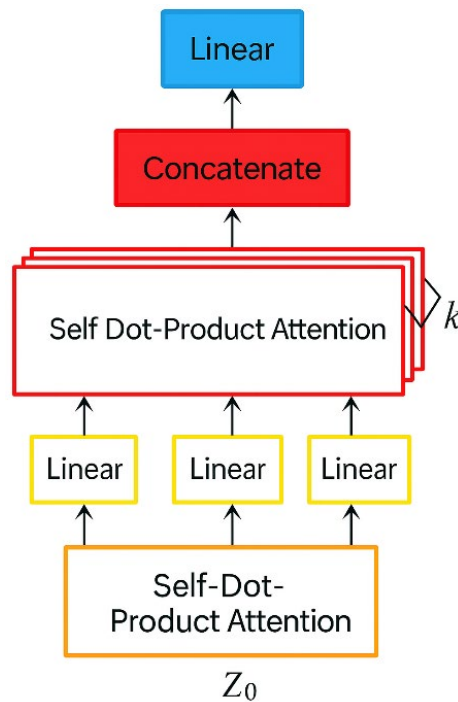 Linear
Concatenate
Self Dot-Product Attention
k
Linear Linear Linear
Self-Dot-
Product Attention
Z₀